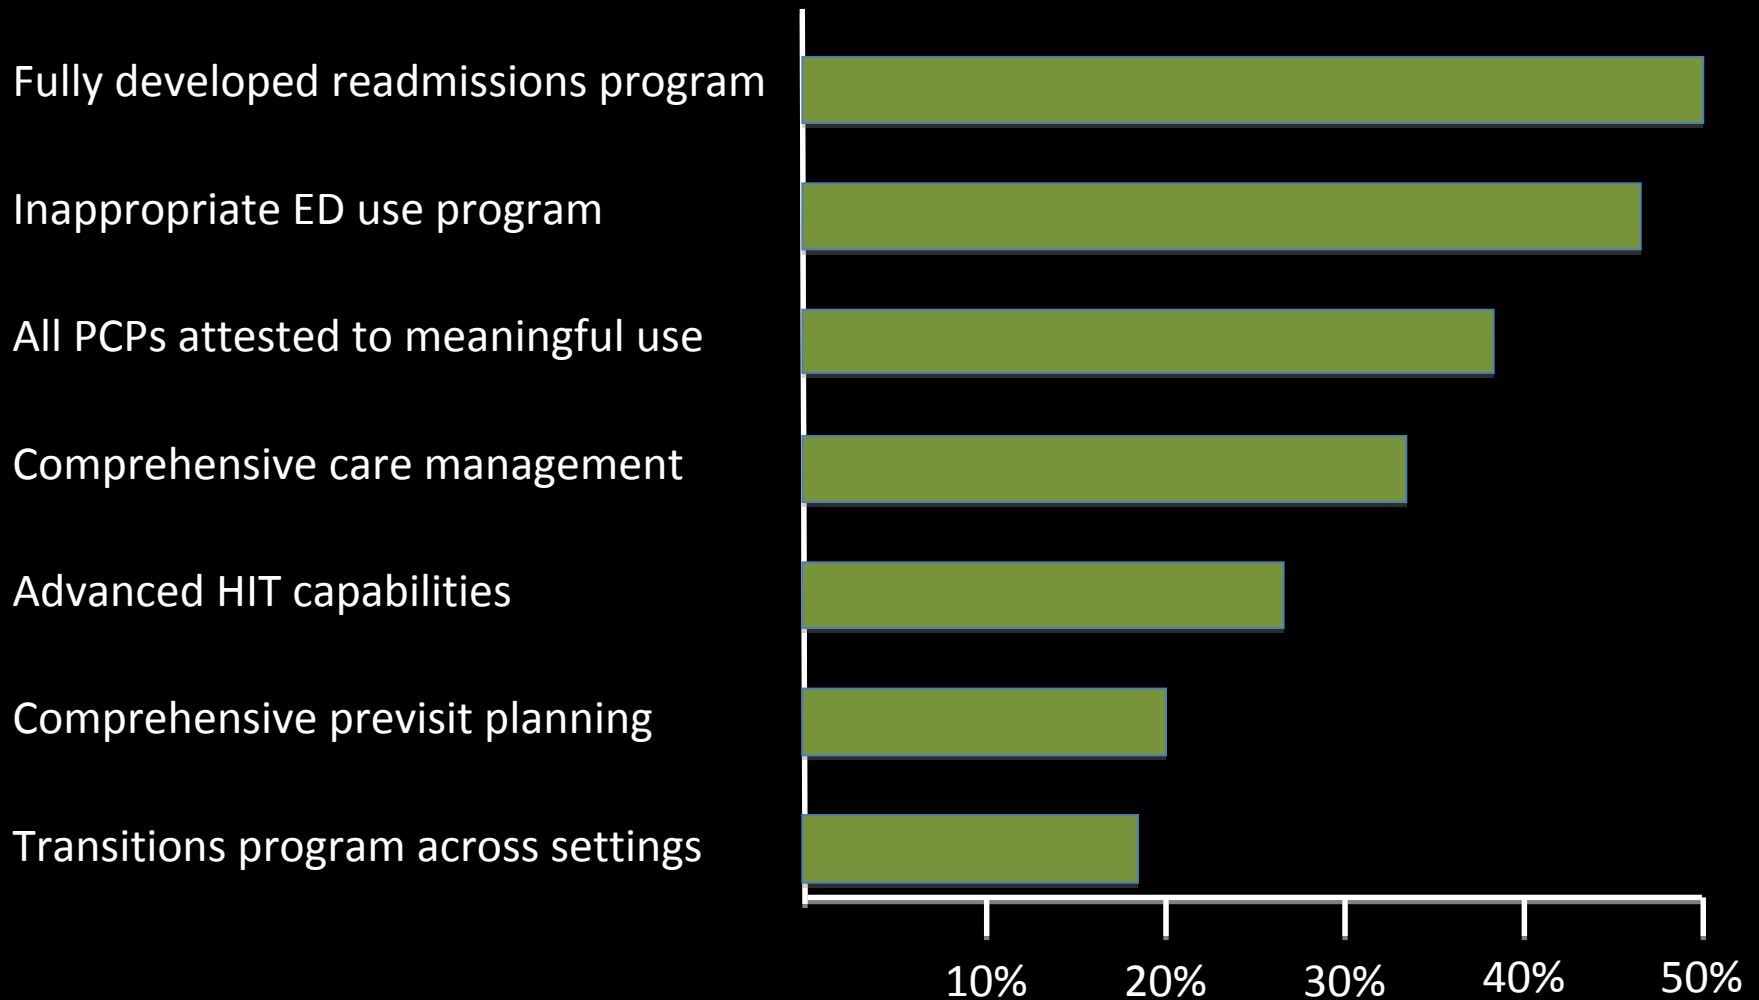 Fully developed readmissions program
Inappropriate ED use program
All PCPs attested to meaningful use
Comprehensive care management
Advanced HIT capabilities
Comprehensive previsit planning
Transitions program across settings
10% 20% 30% 40% 50%